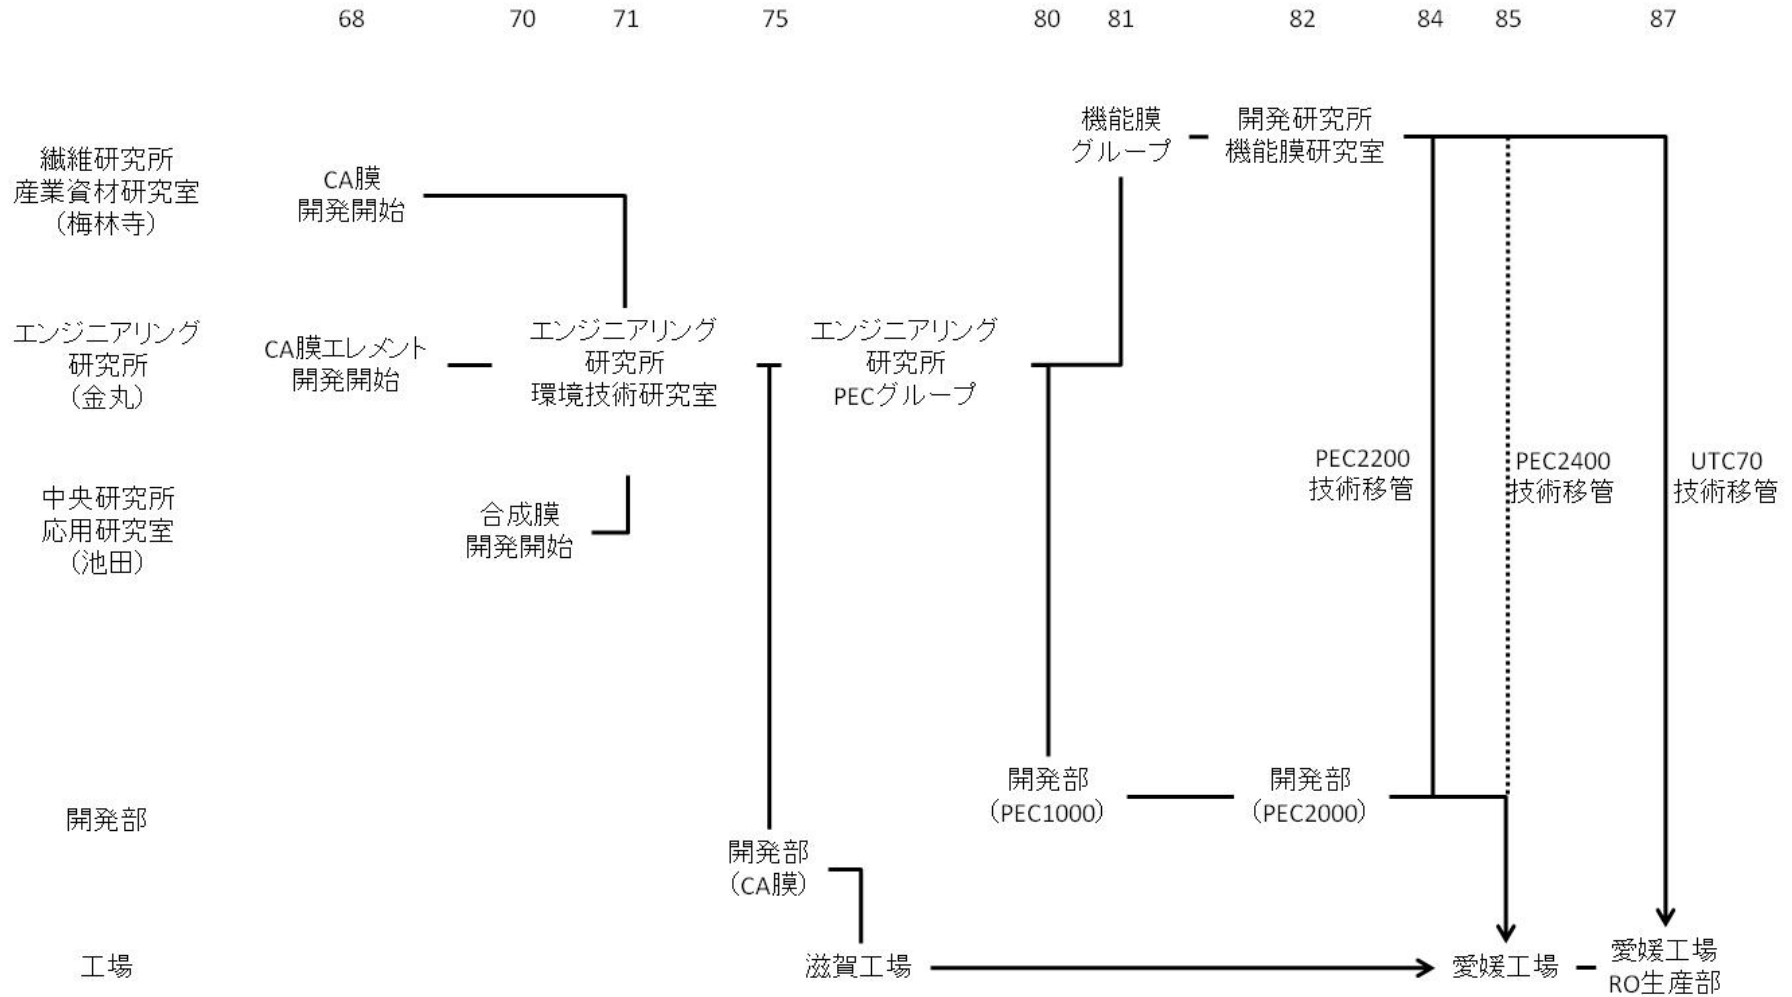 68 70 71 75 80 81 82 84 85 87
繊維研究所
産業資材研究室
（梅林寺）
CA膜
開発開始
機能膜
グループ
開発研究所
機能膜研究室
エンジニアリング
研究所
（金丸）
CA膜エレメント
開発開始
エンジニアリング
研究所
環境技術研究室
エンジニアリング
研究所
PECグループ
中央研究所
応用研究室
（池田）
合成膜
開発開始
PEC2200
技術移管
PEC2400
技術移管
UTC70
技術移管
開発部
開発部
（CA膜）
開発部
（PEC1000）
開発部
（PEC2000）
工場
滋賀工場
愛媛工場
愛媛工場
RO生産部